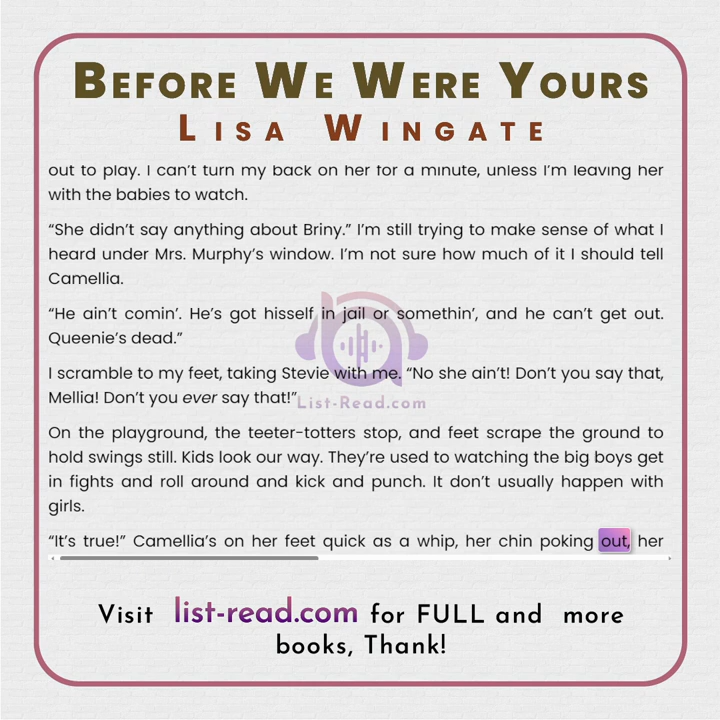 BEFORE WE WERE YOURS
LISA WINGATE
out to play. I can’t turn my back on her for a minute, unless I’m leaving her
with the babies to watch.
“She didn’t say anything about Briny.” I’m still trying to make sense of what I
heard under Mrs. Murphy’s window. I’m not sure how much of it I should tell
Camellia.
“He ain’t comin’. He’s got hisself in jail or somethin’, and he can’t get out.
Queenie’s dead.”
I scramble to my feet, taking Stevie with me. “No she ain’t! Don’t you say that,
Mellia! Don’t you ever say that!”
List-Read.com
On the playground, the teeter-totters stop, and feet scrape the ground to
hold swings still. Kids look our way. They’re used to watching the big boys get
in fights and roll around and kick and punch. It don’t usually happen with
girls.
“It’s true!” Camellia’s on her feet quick as a whip, her chin poking out, her
Visit list-read.com for FULL and more
books, Thank!